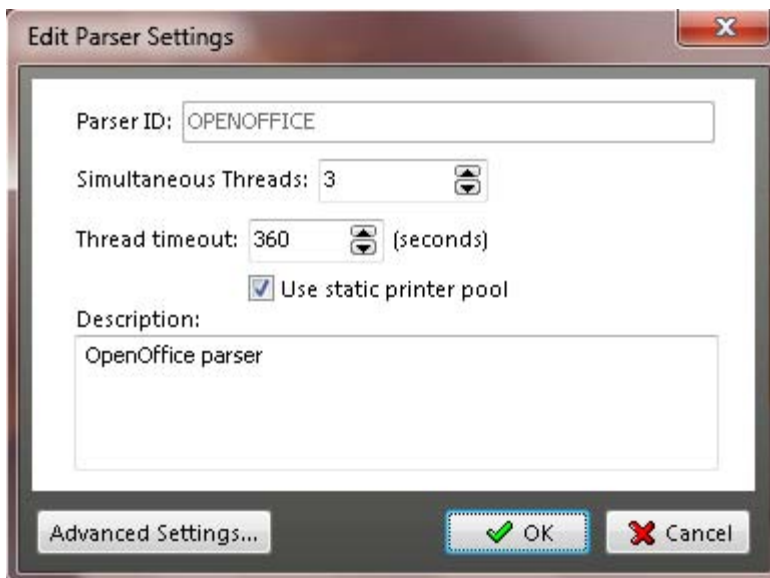 Edit Parser Settings
Parser ID: OPENOFFICE
Simultaneous Threads: 3
Thread timeout: 360 (seconds)
Use static printer pool
Description:
OpenOffice parser
Advanced Settings... OK Cancel